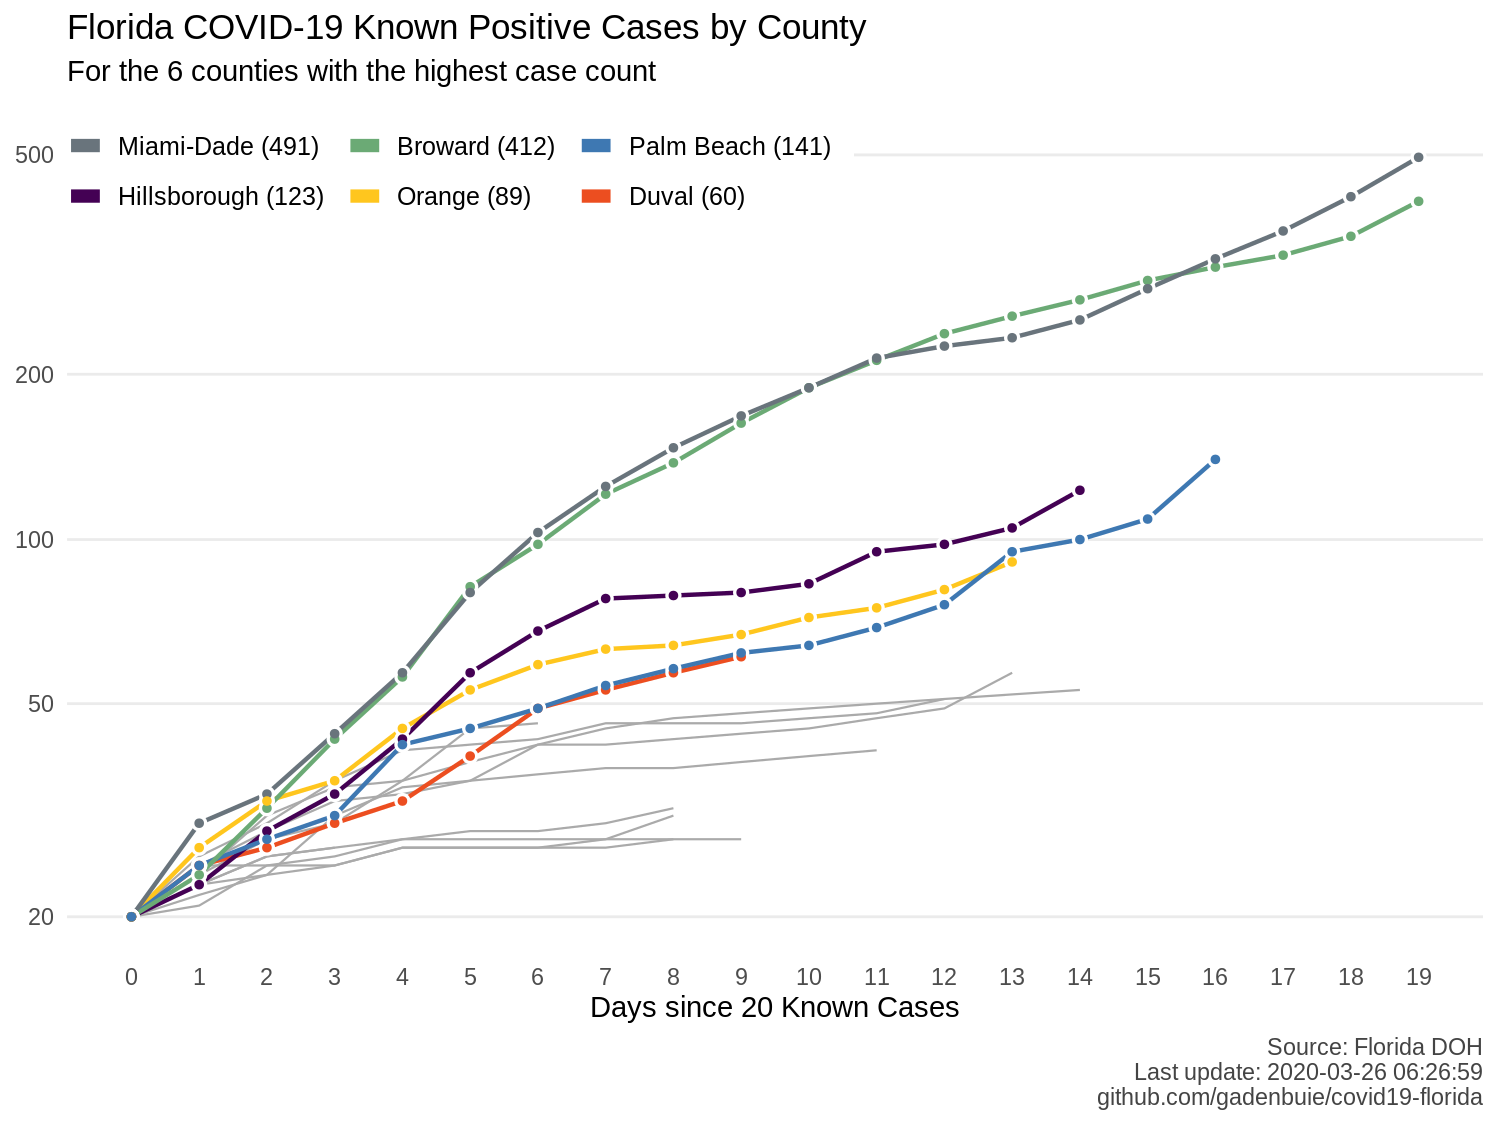 Florida COVID-19 Known Positive Cases by County
For the 6 counties with the highest case count
Miami-Dade (491) Broward (412) Palm Beach (141)
Hillsborough (123) Orange (89) Duval (60)
500
200
100
50
20
0 1 2 3 4 5 6 7 8 9 10 11 12 13 14 15 16 17 18 19
Days since 20 Known Cases
Source: Florida DOH
Last update: 2020-03-26 06:26:59
github.com/gadenbuie/covid19-florida